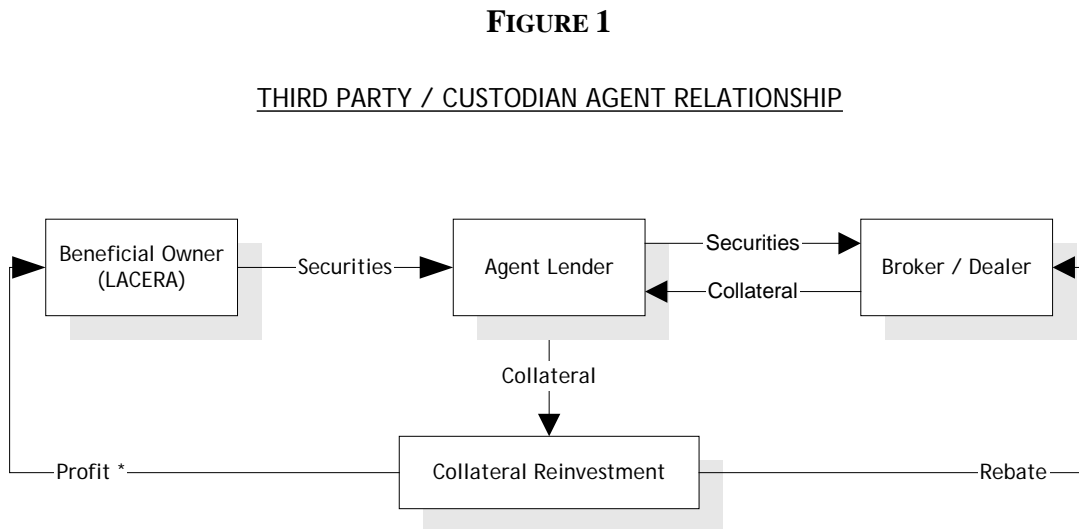 FIGURE 1
THIRD PARTY / CUSTODIAN AGENT RELATIONSHIP
Beneficial Owner
(LACERA)
Securities
Agent Lender
Securities
Collateral
Broker / Dealer
Collateral
Profit *
Collateral Reinvestment
Rebate